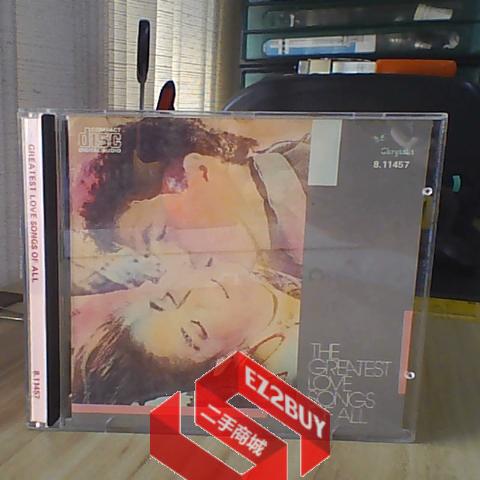 GREATEST LOVE SONGS OF ALL
8.11457
COMPACT
disc
DIGITAL AUDIO
Chrysalis
8.11457
THE
GREATEST
LOVE
SONGS
OF ALL
EZ2BUY
二手商城